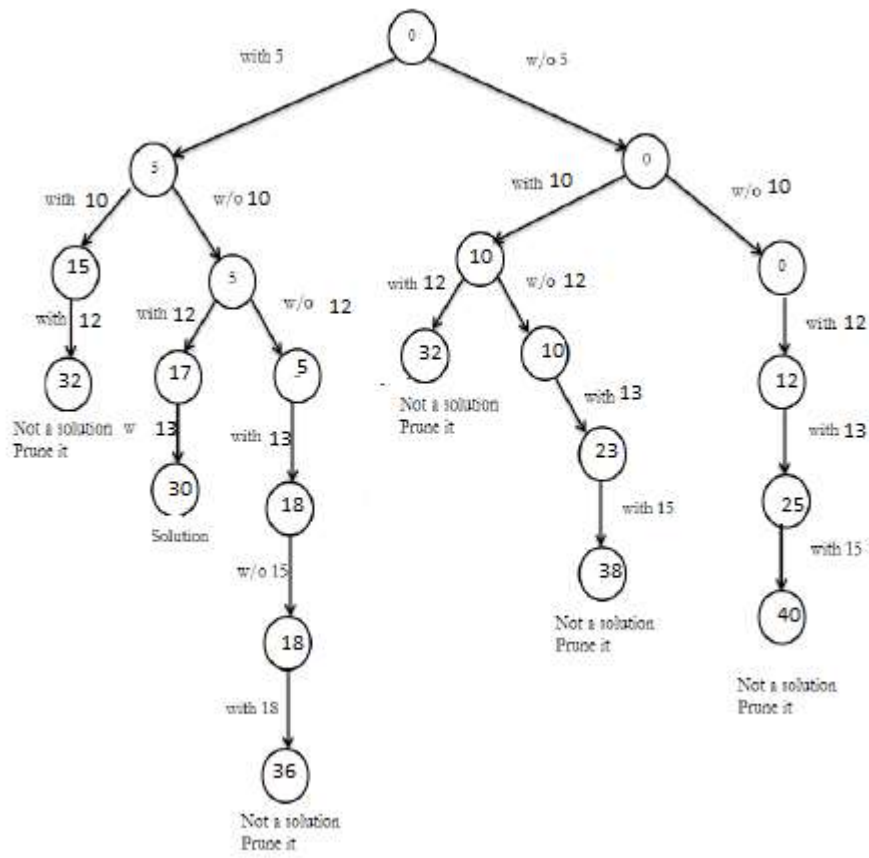 0
with 5
w/o 5
5
0
with 10
w/o 10
with 10
w/o 10
15
5
10
0
with 12
with 12
w/o 12
with 12
w/o 12
with 12
32
17
5
32
10
12
Not a solution
Prune it
w 13
with 13
Not a solution
Prune it
with 13
with 13
30
Solution
18
23
25
w/o 15
with 15
with 15
18
38
Not a solution
Prune it
40
Not a solution
Prune it
with 18
36
Not a solution
Prune it